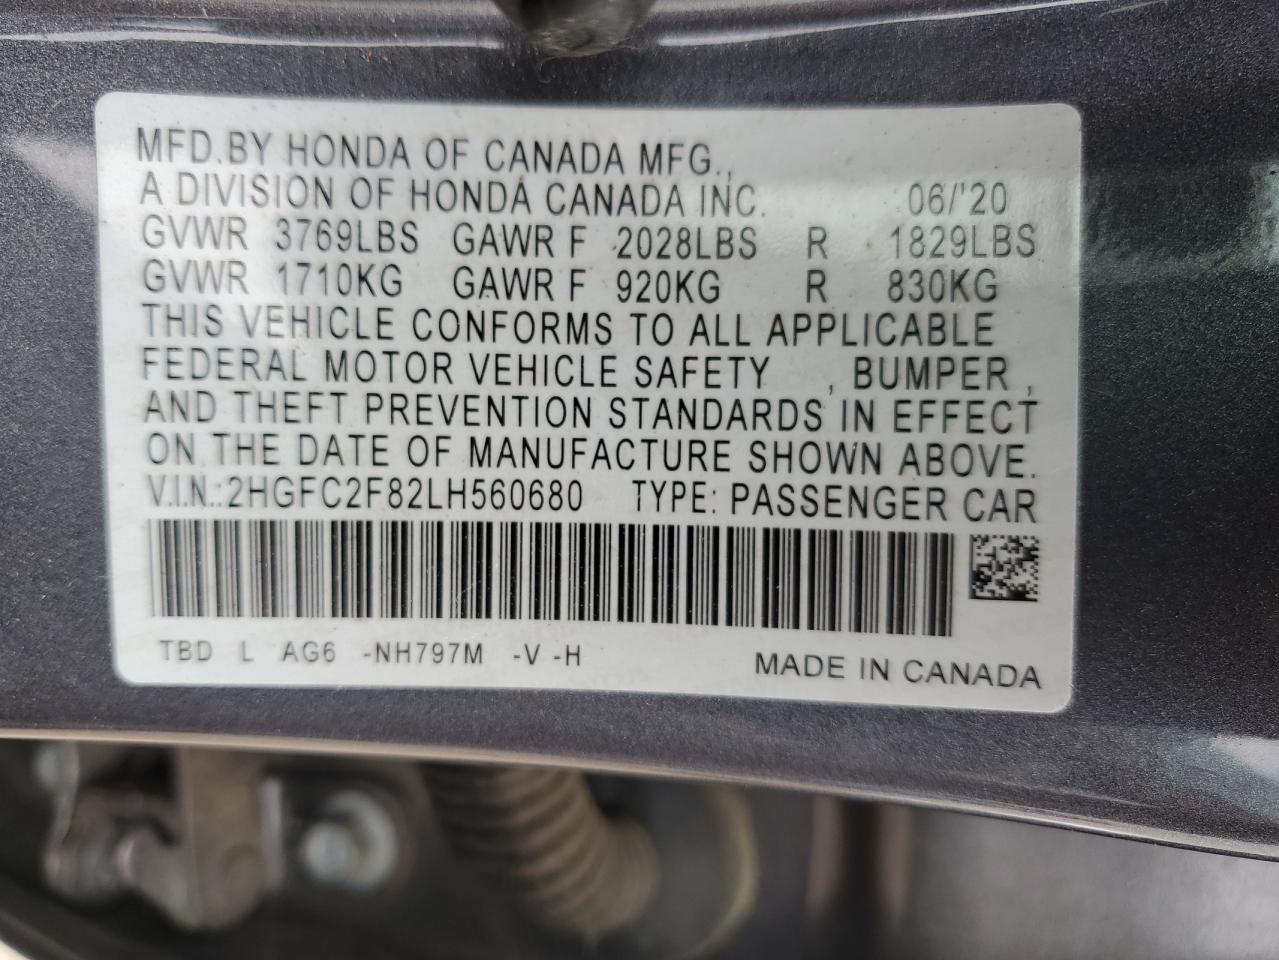 MFD.BY HONDA OF CANADA MFG.,
A DIVISION OF HONDA CANADA INC. 06/'20
GVWR 3769LBS GAWR F 2028LBS R 1829LBS
GVWR 1710KG GAWR F 920KG R 830KG
THIS VEHICLE CONFORMS TO ALL APPLICABLE
FEDERAL MOTOR VEHICLE SAFETY , BUMPER ,
AND THEFT PREVENTION STANDARDS IN EFFECT
ON THE DATE OF MANUFACTURE SHOWN ABOVE.
V.I.N.:2HGFC2F82LH560680 TYPE: PASSENGER CAR
TBD L AG6 -NH797M -V -H
MADE IN CANADA